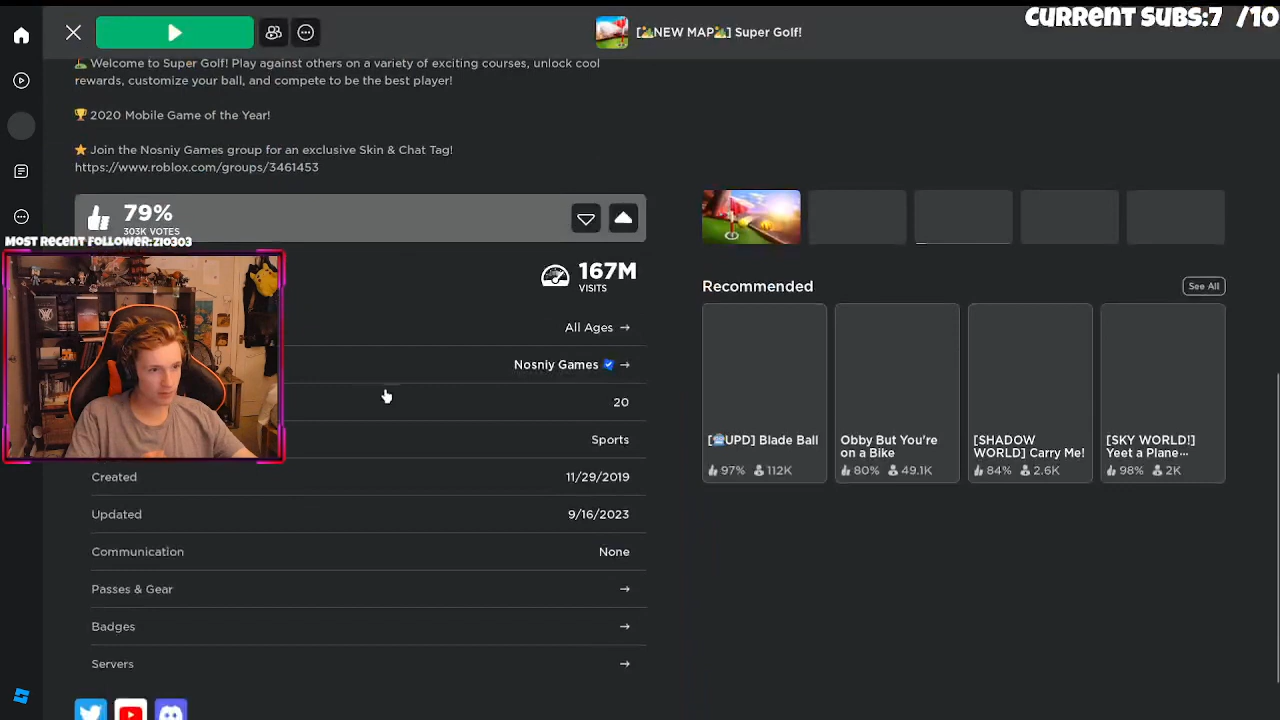 CURRENT SUBS:7 /10
[🏌NEW MAP🏌] Super Golf!
⛳ Welcome to Super Golf! Play against others on a variety of exciting courses, unlock cool
rewards, customize your ball, and compete to be the best player!
🏆 2020 Mobile Game of the Year!
⭐ Join the Nosniy Games group for an exclusive Skin & Chat Tag!
https://www.roblox.com/groups/3461453
79%
303K VOTES
MOST RECENT FOLLOWER:210303
167M
VISITS
All Ages →
Nosniy Games →
20
Sports
Created 11/29/2019
Updated 9/16/2023
Communication None
Passes & Gear →
Badges →
Servers →
Recommended
See All
[UPD] Blade Ball
97% 112K
Obby But You're
on a Bike
80% 49.1K
[SHADOW
WORLD] Carry Me!
84% 2.6K
[SKY WORLD!]
Yeet a Plane...
98% 2K